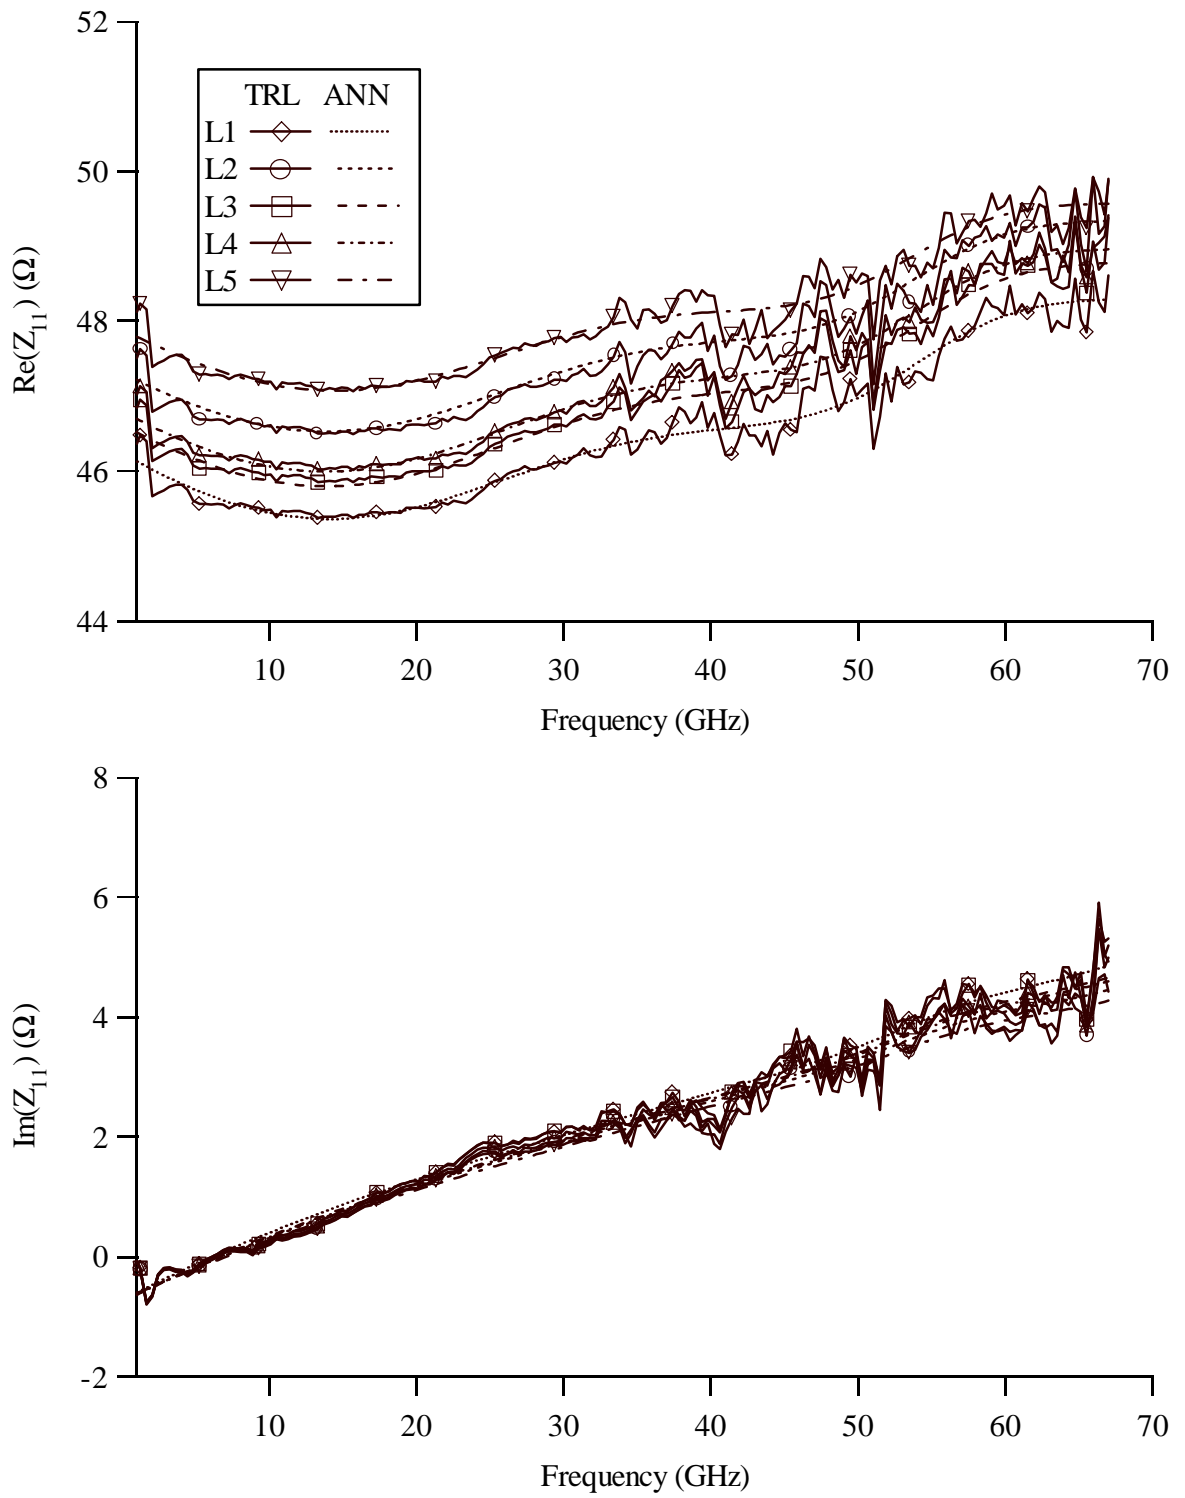 52
50
48
46
44
Re(Z11) (Ω)
TRL ANN
L1
L2
L3
L4
L5
10 20 30 40 50 60 70
Frequency (GHz)
8
6
4
2
0
-2
Im(Z11) (Ω)
10 20 30 40 50 60 70
Frequency (GHz)